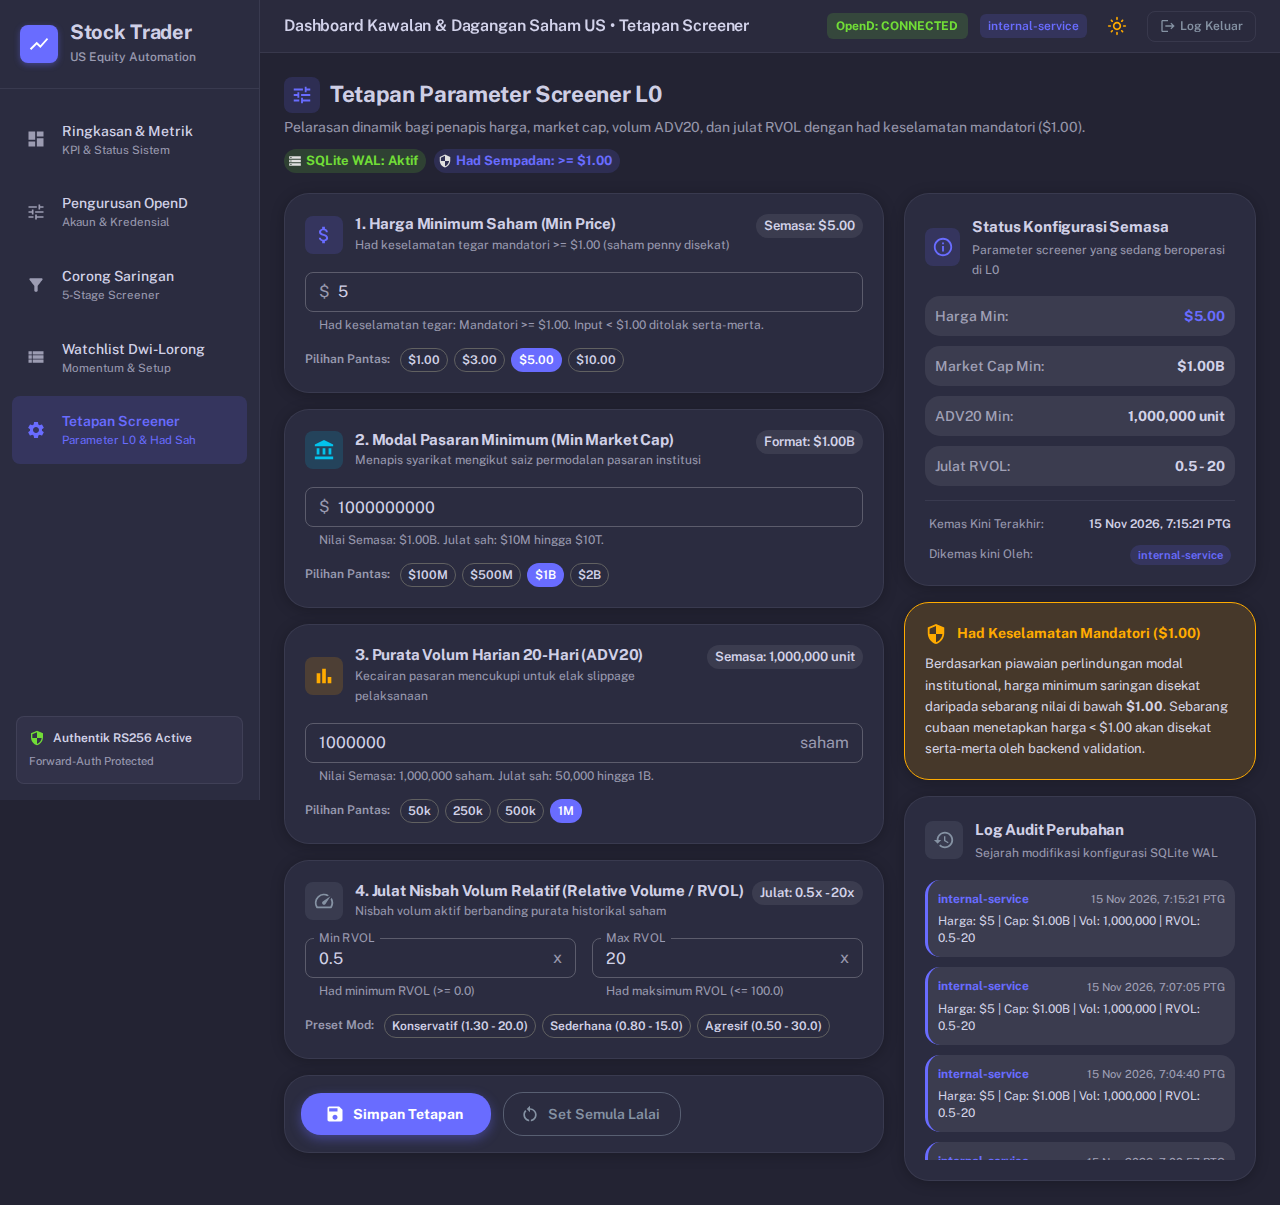 Stock Trader
US Equity Automation
Ringkasan & Metrik
KPI & Status Sistem
Pengurusan OpenD
Akaun & Kredensial
Corong Saringan
5-Stage Screener
Watchlist Dwi-Lorong
Momentum & Setup
Tetapan Screener
Parameter L0 & Had Sah
Authentik RS256 Active
Forward-Auth Protected
Dashboard Kawalan & Dagangan Saham US • Tetapan Screener
OpenD: CONNECTED
internal-service
Log Keluar
Tetapan Parameter Screener L0
Pelarasan dinamik bagi penapis harga, market cap, volum ADV20, dan julat RVOL dengan had keselamatan mandatori ($1.00).
SQLite WAL: Aktif
Had Sempadan: >= $1.00
1. Harga Minimum Saham (Min Price)
Had keselamatan tegar mandatori >= $1.00 (saham penny disekat)
Semasa: $5.00
$ 5
Had keselamatan tegar: Mandatori >= $1.00. Input < $1.00 ditolak serta-merta.
Pilihan Pantas: $1.00 $3.00 $5.00 $10.00
2. Modal Pasaran Minimum (Min Market Cap)
Menapis syarikat mengikut saiz permodalan pasaran institusi
Format: $1.00B
$ 1000000000
Nilai Semasa: $1.00B. Julat sah: $10M hingga $10T.
Pilihan Pantas: $100M $500M $1B $2B
3. Purata Volum Harian 20-Hari (ADV20)
Kecairan pasaran mencukupi untuk elak slippage
pelaksanaan
Semasa: 1,000,000 unit
1000000 saham
Nilai Semasa: 1,000,000 saham. Julat sah: 50,000 hingga 1B.
Pilihan Pantas: 50k 250k 500k 1M
4. Julat Nisbah Volum Relatif (Relative Volume / RVOL)
Nisbah volum aktif berbanding purata historikal saham
Julat: 0.5x - 20x
Min RVOL
0.5 x
Had minimum RVOL (>= 0.0)
Max RVOL
20 x
Had maksimum RVOL (<= 100.0)
Preset Mod: Konservatif (1.30 - 20.0) Sederhana (0.80 - 15.0) Agresif (0.50 - 30.0)
Simpan Tetapan
Set Semula Lalai
Status Konfigurasi Semasa
Parameter screener yang sedang beroperasi
di L0
Harga Min: $5.00
Market Cap Min: $1.00B
ADV20 Min: 1,000,000 unit
Julat RVOL: 0.5 - 20
Kemas Kini Terakhir: 15 Nov 2026, 7:15:21 PTG
Dikemas kini Oleh: internal-service
Had Keselamatan Mandatori ($1.00)
Berdasarkan piawaian perlindungan modal
institutional, harga minimum saringan disekat
daripada sebarang nilai di bawah $1.00. Sebarang
cubaan menetapkan harga < $1.00 akan disekat
serta-merta oleh backend validation.
Log Audit Perubahan
Sejarah modifikasi konfigurasi SQLite WAL
internal-service 15 Nov 2026, 7:15:21 PTG
Harga: $5 | Cap: $1.00B | Vol: 1,000,000 | RVOL:
0.5-20
internal-service 15 Nov 2026, 7:07:05 PTG
Harga: $5 | Cap: $1.00B | Vol: 1,000,000 | RVOL:
0.5-20
internal-service 15 Nov 2026, 7:04:40 PTG
Harga: $5 | Cap: $1.00B | Vol: 1,000,000 | RVOL:
0.5-20